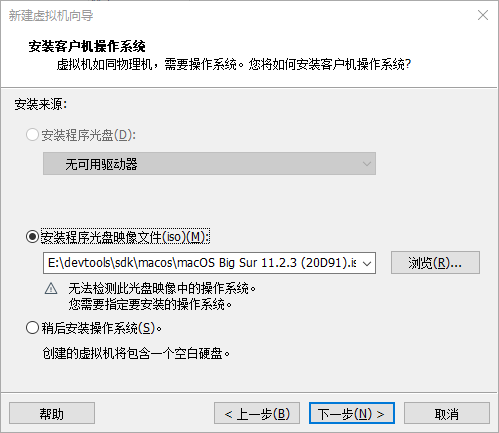 新建虚拟机向导
安装客户机操作系统
虚拟机如同物理机，需要操作系统。您将如何安装客户机操作系统?
安装来源:
安装程序光盘(D):
无可用驱动器
安装程序光盘映像文件(iso)(M):
E:\devtools\sdk\macos\macOS Big Sur 11.2.3 (20D91).is
浏览(R)...
无法检测此光盘映像中的操作系统。
您需要指定要安装的操作系统。
稍后安装操作系统(S)。
创建的虚拟机将包含一个空白硬盘。
帮助
< 上一步(B)
下一步(N) >
取消